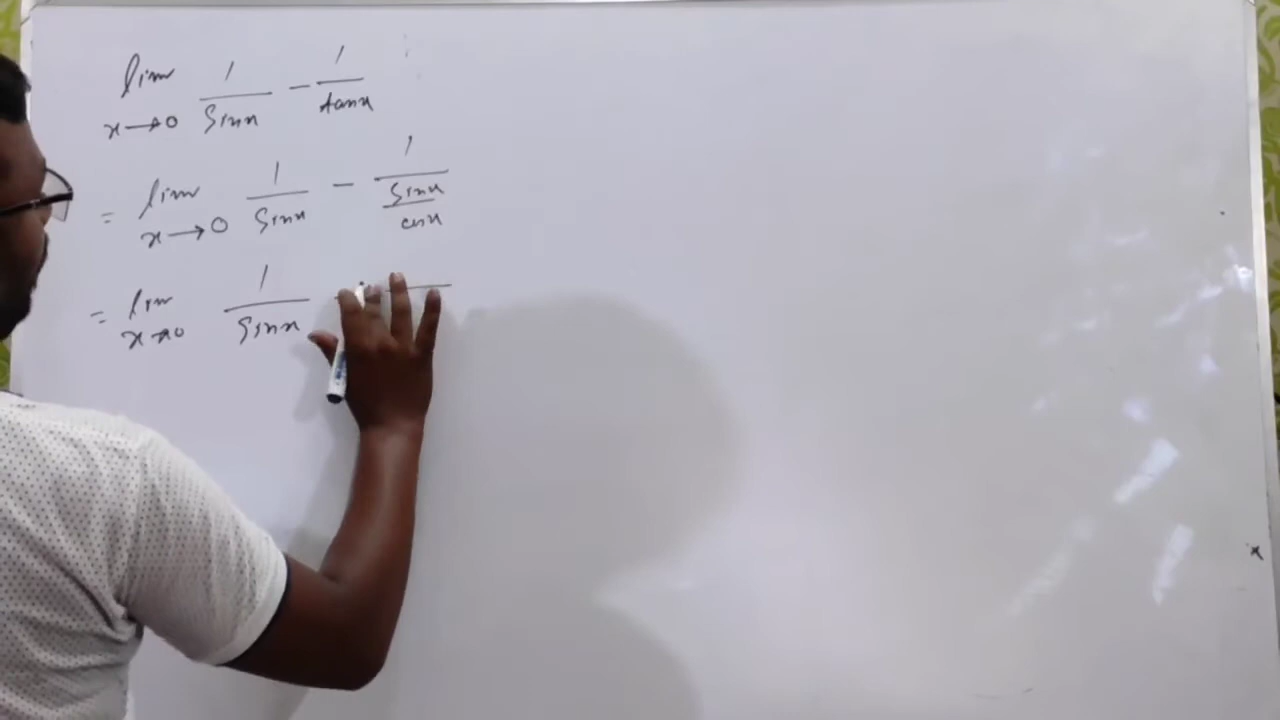 lim x→0 1/sinx - 1/tanx
= lim x→0 1/sinx - 1/(sinx/cosx)
= lim x→0 1/sinx